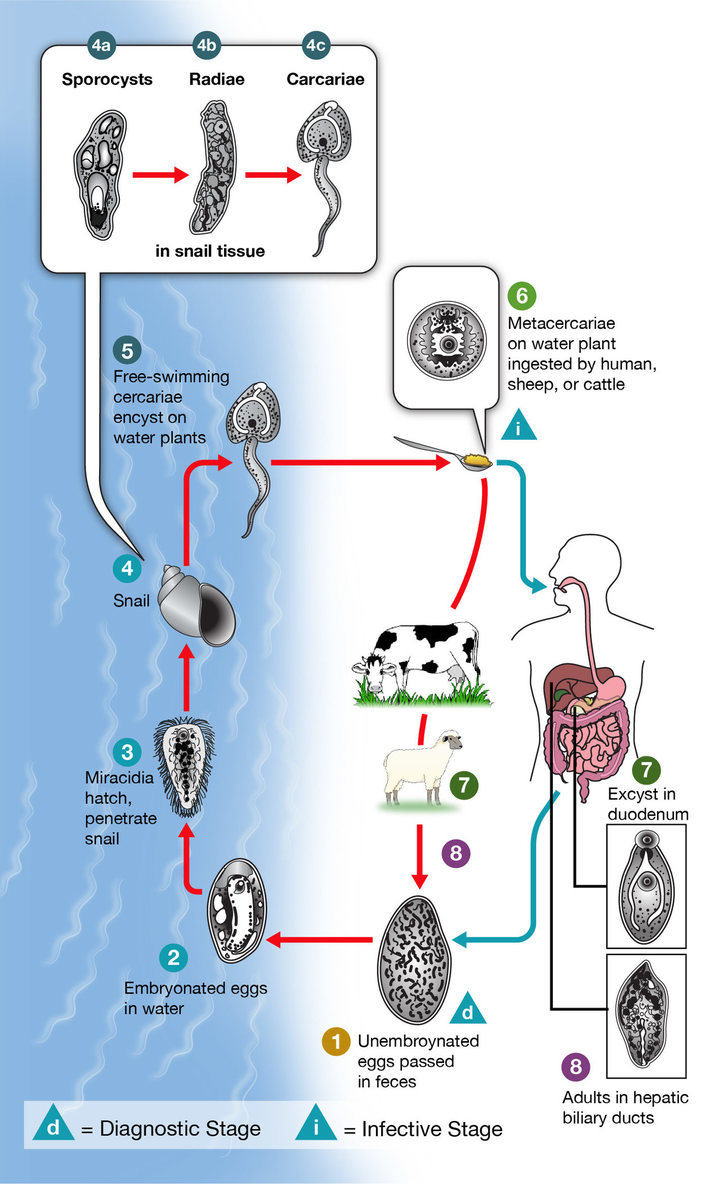 4a
4b
4c
Sporocysts
Radiae
Carcariae
in snail tissue
6
Metacercariae
on water plant
ingested by human,
sheep, or cattle
i
5
Free-swimming
cercariae
encyst on
water plants
4
Snail
3
Miracidia
hatch,
penetrate
snail
7
7
Excyst in
duodenum
8
2
Embryonated eggs
in water
d
1
Unembroynated
eggs passed
in feces
8
Adults in hepatic
biliary ducts
d = Diagnostic Stage
i = Infective Stage